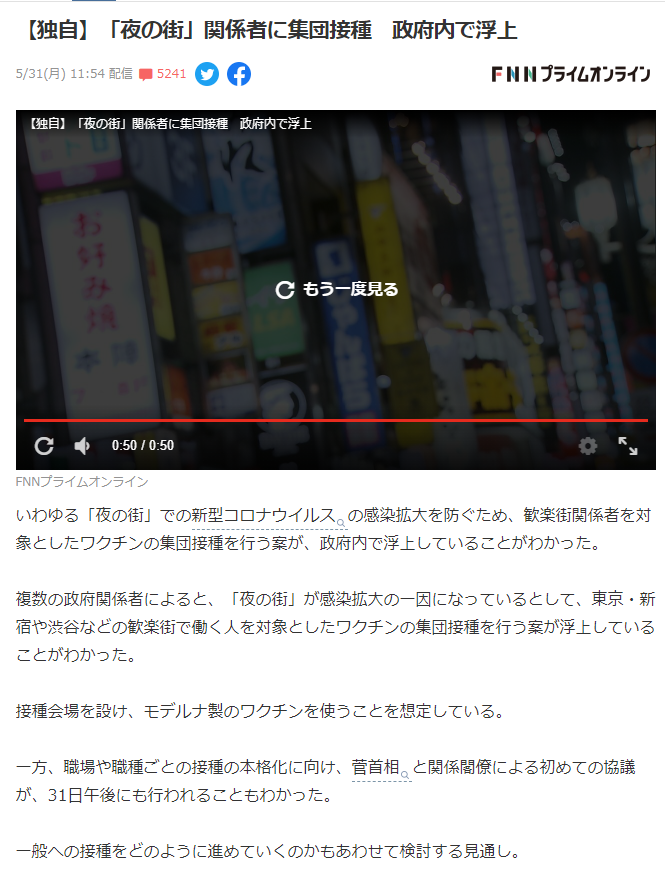 【独自】「夜の街」関係者に集団接種　政府内で浮上
5/31(月) 11:54 配信 5241
FNNプライムオンライン
【独自】「夜の街」関係者に集団接種　政府内で浮上
お好み焼
本陣
もう一度見る
0:50 / 0:50
FNNプライムオンライン
いわゆる「夜の街」での新型コロナウイルスの感染拡大を防ぐため、歓楽街関係者を対
象としたワクチンの集団接種を行う案が、政府内で浮上していることがわかった。
複数の政府関係者によると、「夜の街」が感染拡大の一因になっているとして、東京・新
宿や渋谷などの歓楽街で働く人を対象としたワクチンの集団接種を行う案が浮上している
ことがわかった。
接種会場を設け、モデルナ製のワクチンを使うことを想定している。
一方、職場や職種ごとの接種の本格化に向け、菅首相と関係閣僚による初めての協議
が、31日午後にも行われることもわかった。
一般への接種をどのように進めていくのかもあわせて検討する見通し。